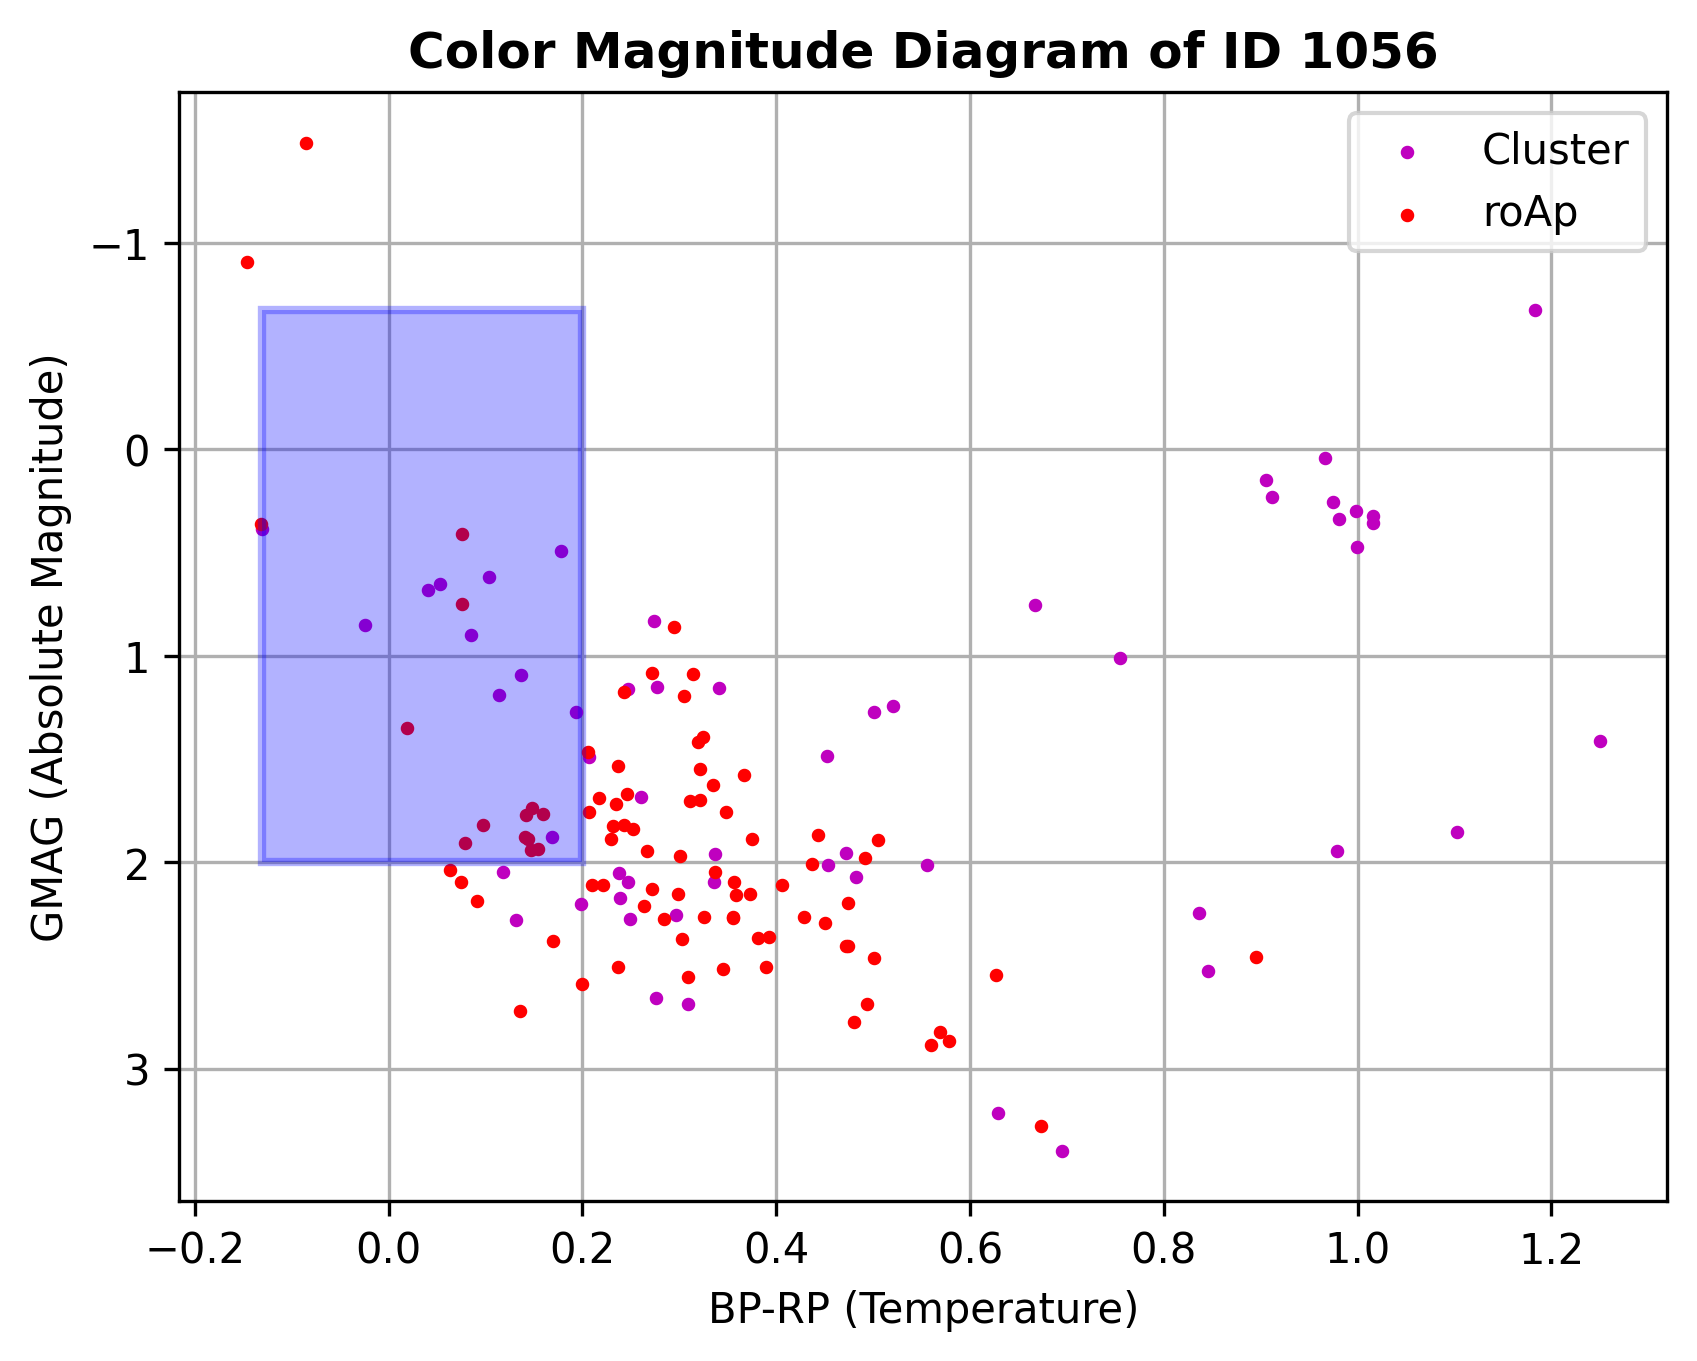 Color Magnitude Diagram of ID 1056
Cluster
roAp
−1
0
1
2
3
GMAG (Absolute Magnitude)
−0.2 0.0 0.2 0.4 0.6 0.8 1.0 1.2
BP-RP (Temperature)